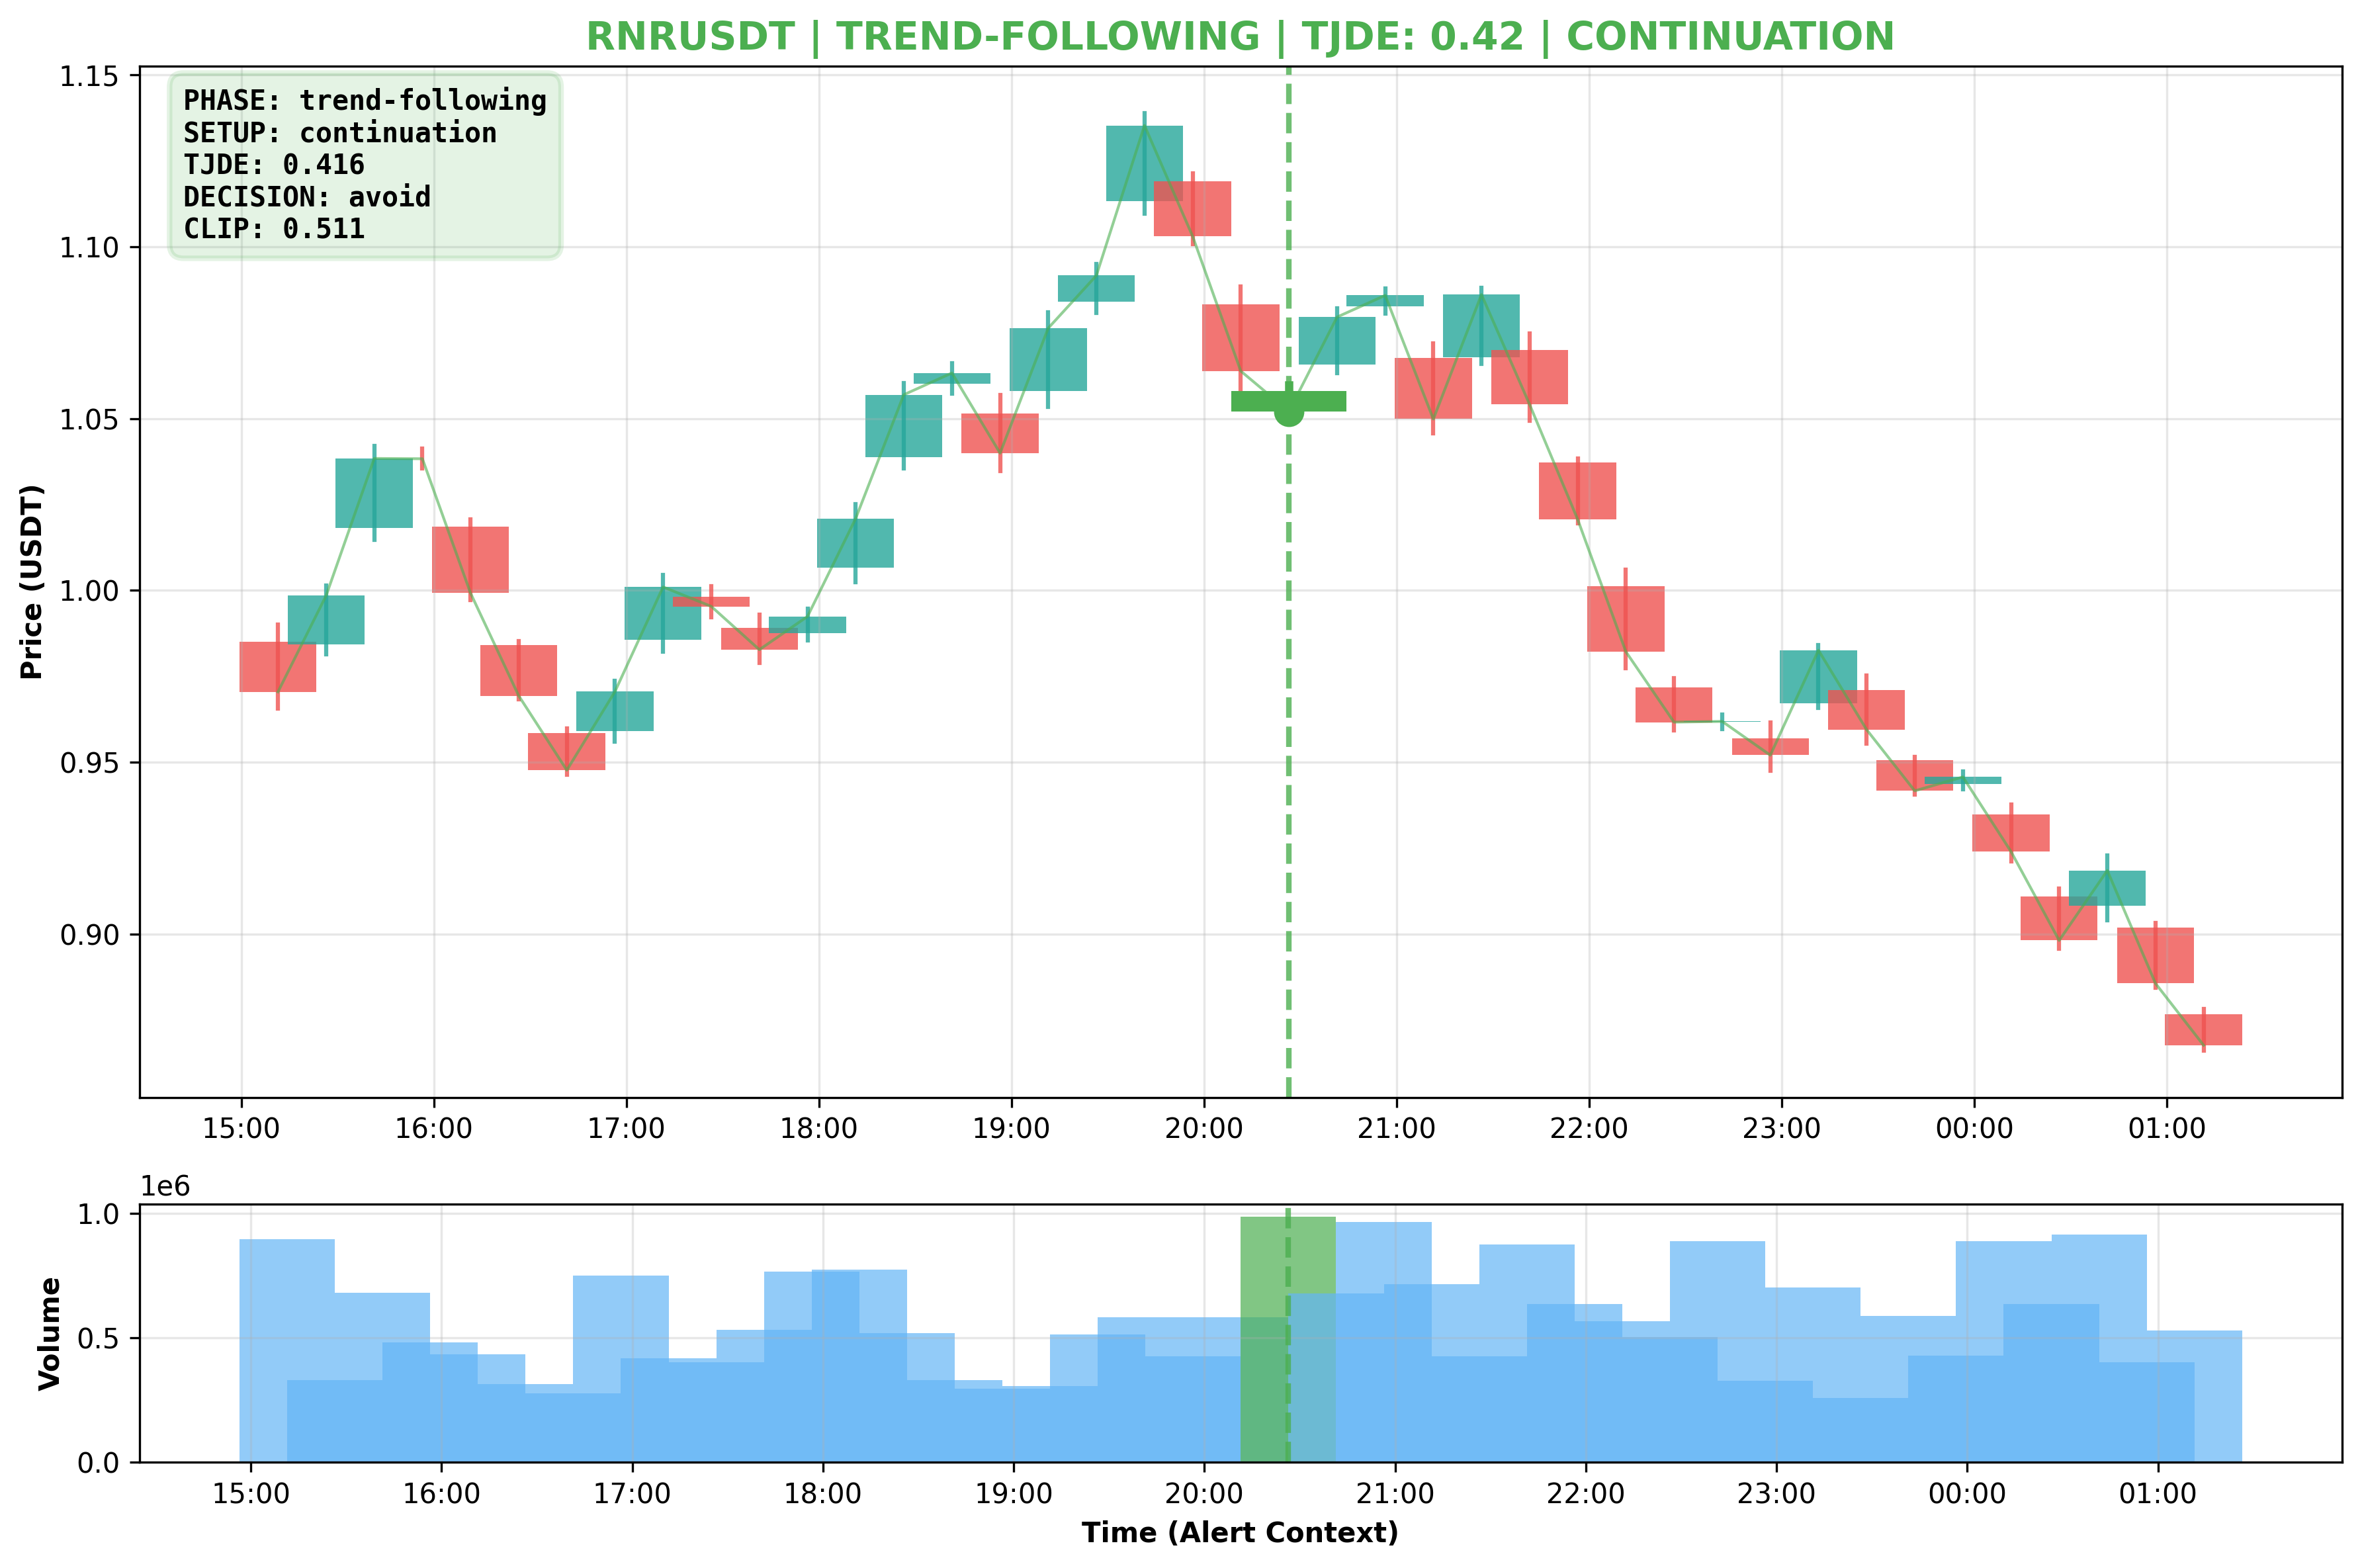 RNRUSDT | TREND-FOLLOWING | TJDE: 0.42 | CONTINUATION
PHASE: trend-following
SETUP: continuation
TJDE: 0.416
DECISION: avoid
CLIP: 0.511
Price (USDT)
1.15
1.10
1.05
1.00
0.95
0.90
15:00 16:00 17:00 18:00 19:00 20:00 21:00 22:00 23:00 00:00 01:00
1e6
Volume
1.0
0.5
0.0
15:00 16:00 17:00 18:00 19:00 20:00 21:00 22:00 23:00 00:00 01:00
Time (Alert Context)